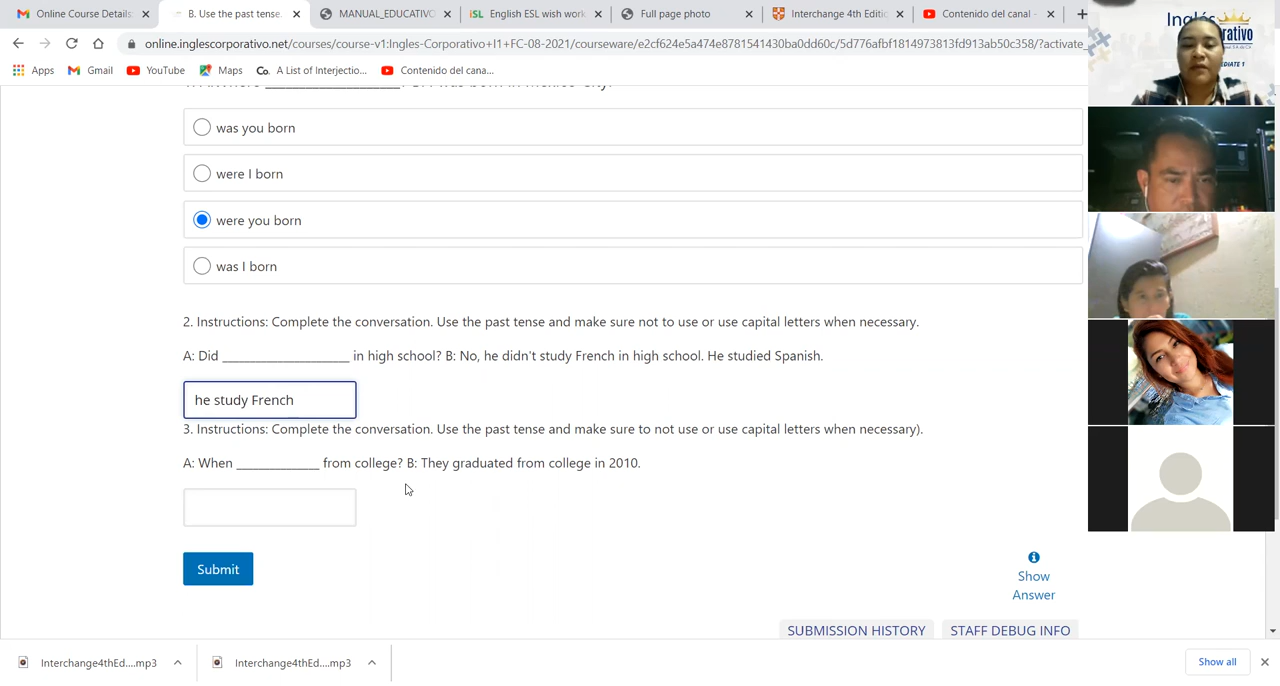 Online Course Details:
B. Use the past tense.
MANUAL_EDUCATIVO
English ESL wish work
Full page photo
Interchange 4th Editic
Contenido del canal -
online.inglescorporativo.net/courses/course-v1:Ingles-Corporativo+I1+TC-08-2021/courseware/e2cf624e5a474e8781541430ba0dd60c/5d776afbf1814973813fd913ab50c358/?activate_
Apps
Gmail
YouTube
Maps
A List of Interjectio...
Contenido del cana...
was you born
were I born
were you born
was I born
2. Instructions: Complete the conversation. Use the past tense and make sure not to use or use capital letters when necessary.
A: Did ____________________ in high school? B: No, he didn't study French in high school. He studied Spanish.
he study French
3. Instructions: Complete the conversation. Use the past tense and make sure to not use or use capital letters when necessary).
A: When _____________ from college? B: They graduated from college in 2010.
Submit
Show
Answer
SUBMISSION HISTORY
STAFF DEBUG INFO
Interchange4thEd....mp3
Interchange4thEd....mp3
Show all